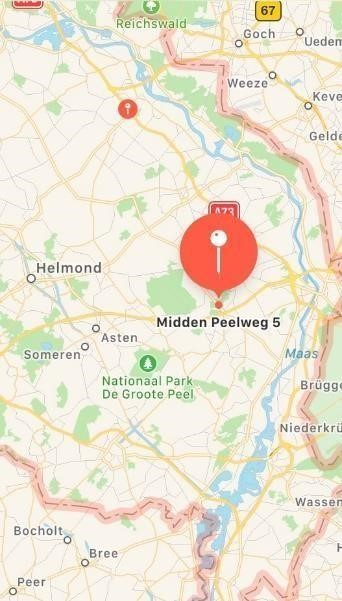 67
Reichswald
Goch
Uedem
Weeze
Keve
Gelde
A73
Helmond
Midden Peelweg 5
Asten
Someren
Maas
Nationaal Park
De Groote Peel
Brügge
Niederkrü
Wassen
Bocholt
Bree
Peer